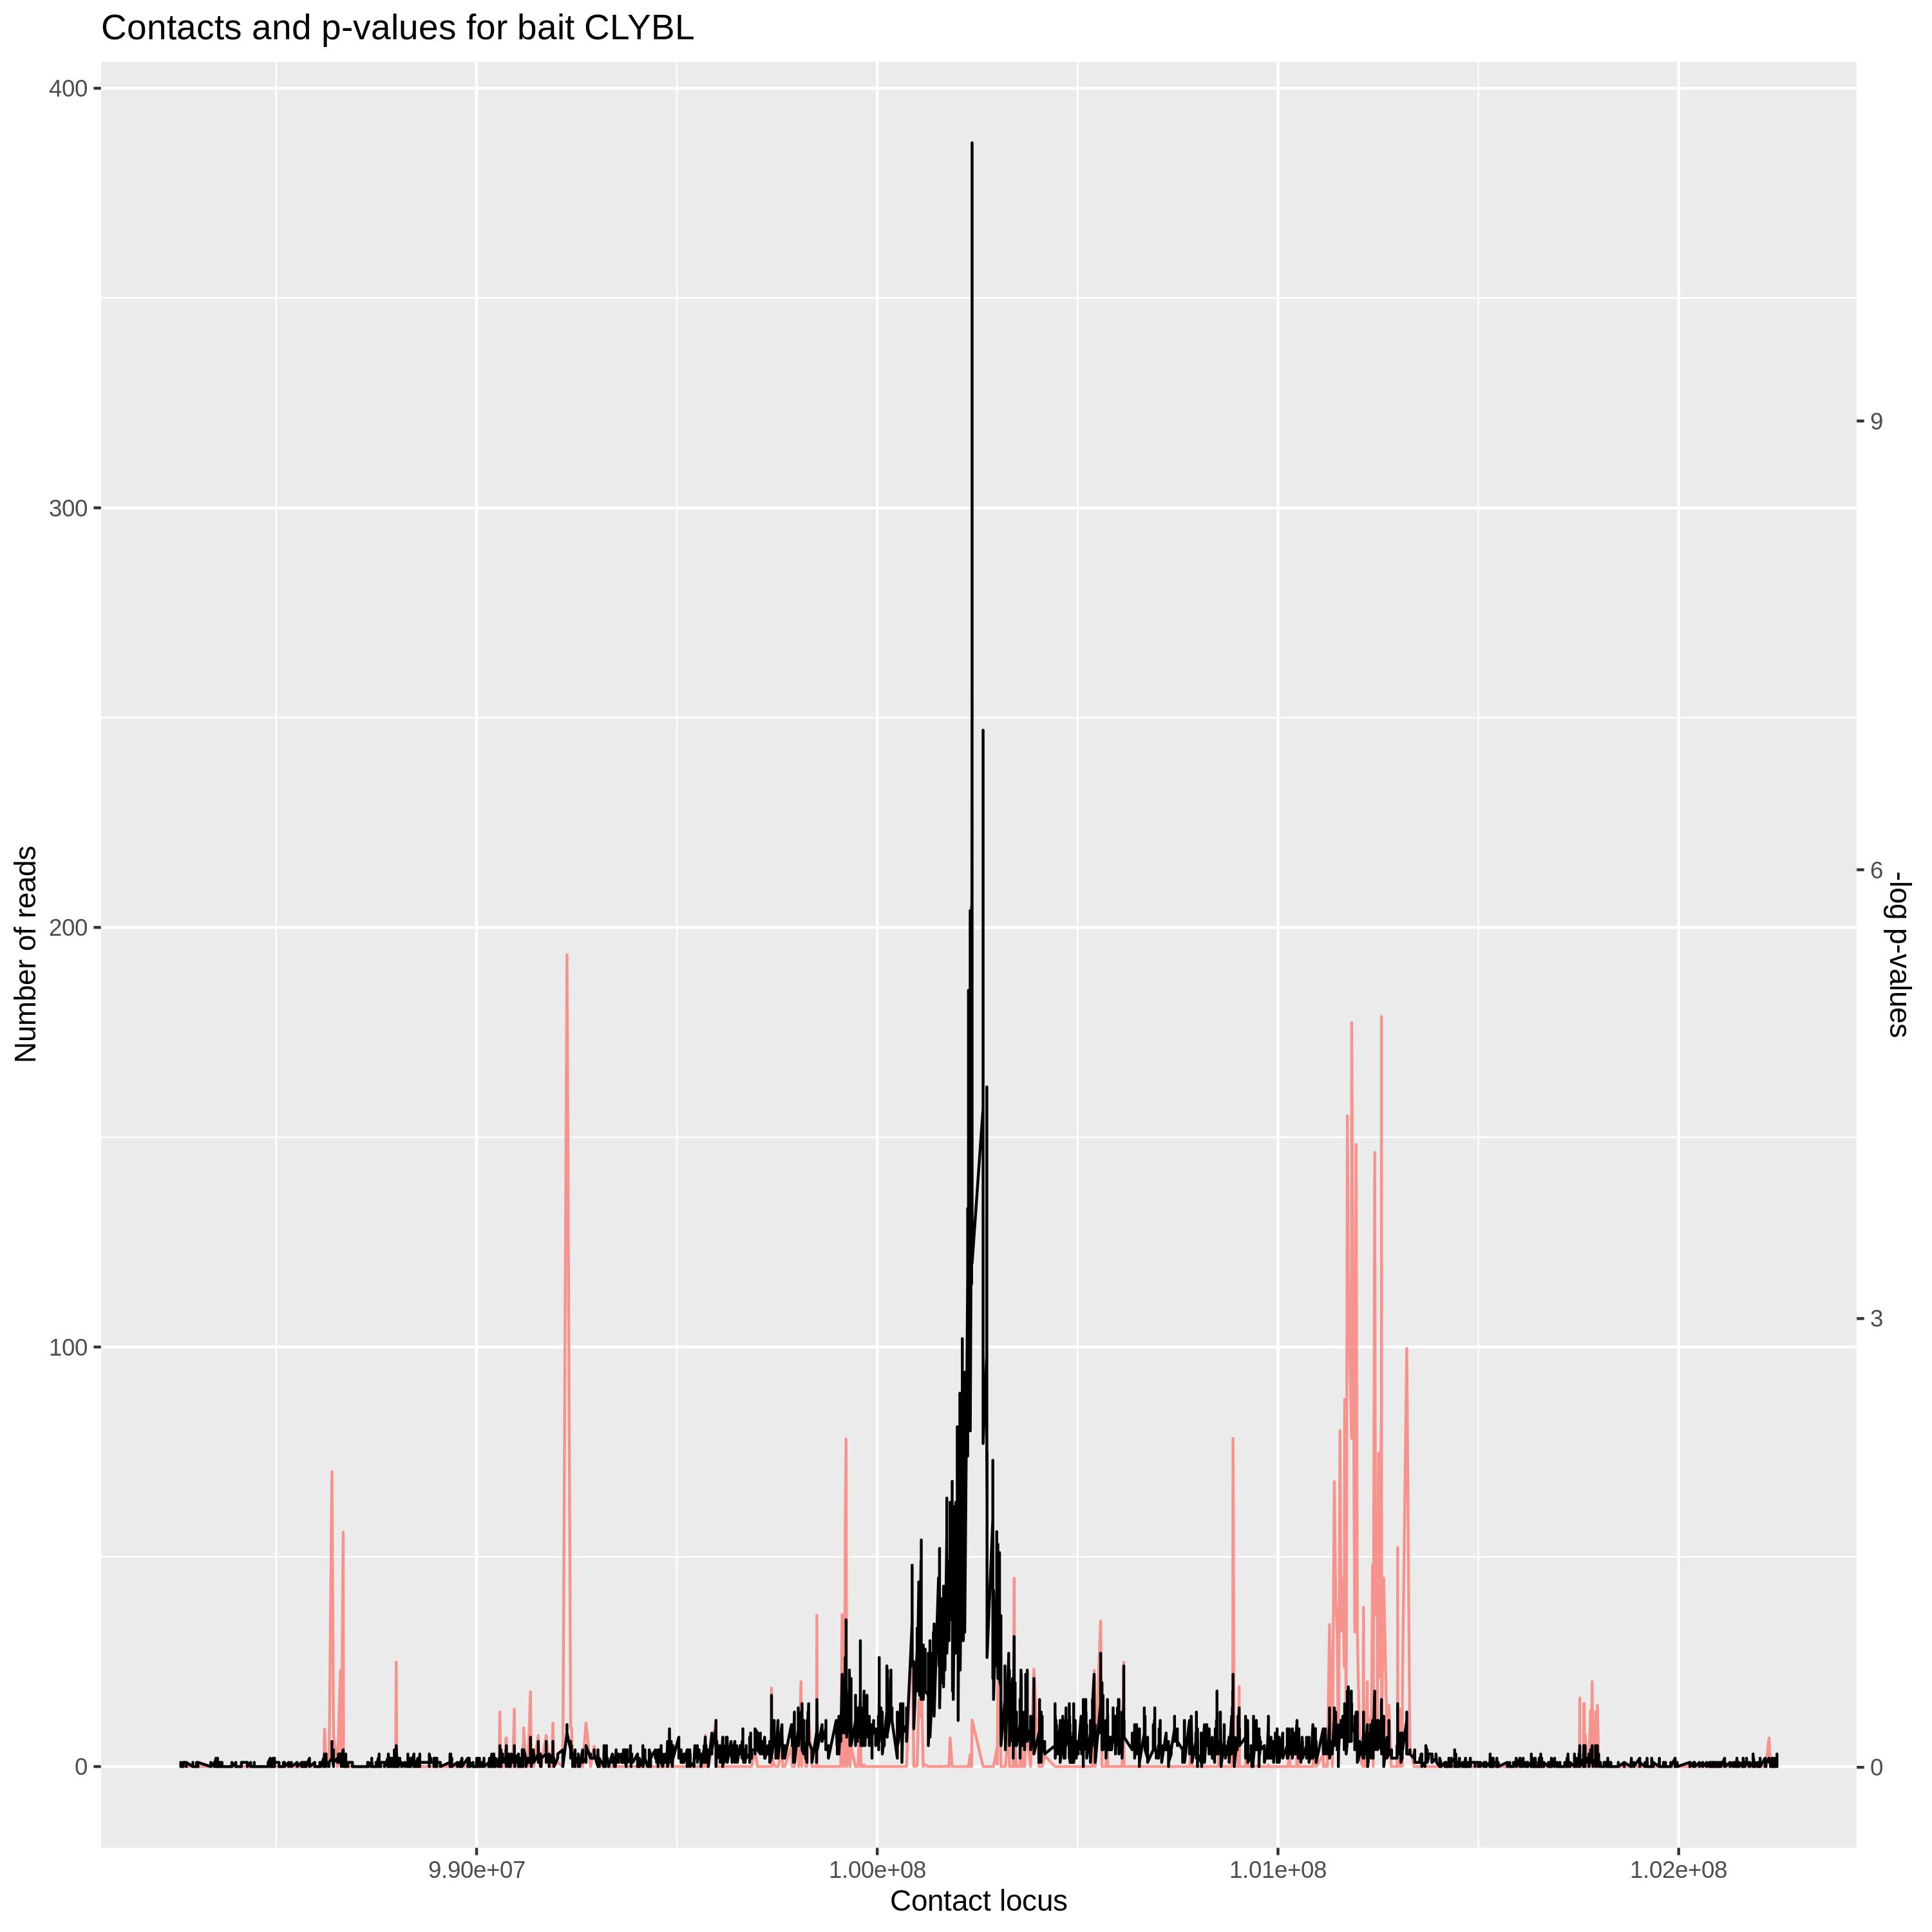 Contacts and p-values for bait CLYBL
400
300
200
100
0
Number of reads
9
6
3
0
-log p-values
9.90e+07
1.00e+08
1.01e+08
1.02e+08
Contact locus